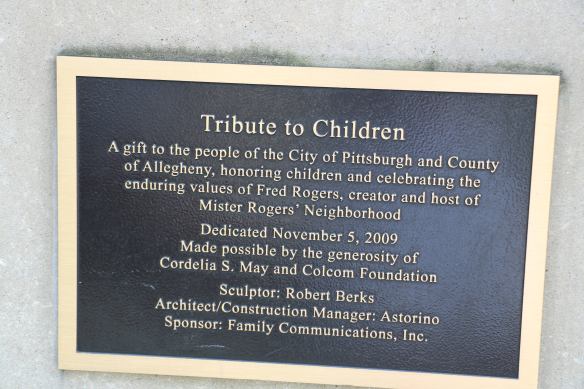 Tribute to Children
A gift to the people of the City of Pittsburgh and County
of Allegheny, honoring children and celebrating the
enduring values of Fred Rogers, creator and host of
Mister Rogers' Neighborhood
Dedicated November 5, 2009
Made possible by the generosity of
Cordelia S. May and Colcom Foundation
Sculptor: Robert Berks
Architect/Construction Manager: Astorino
Sponsor: Family Communications, Inc.